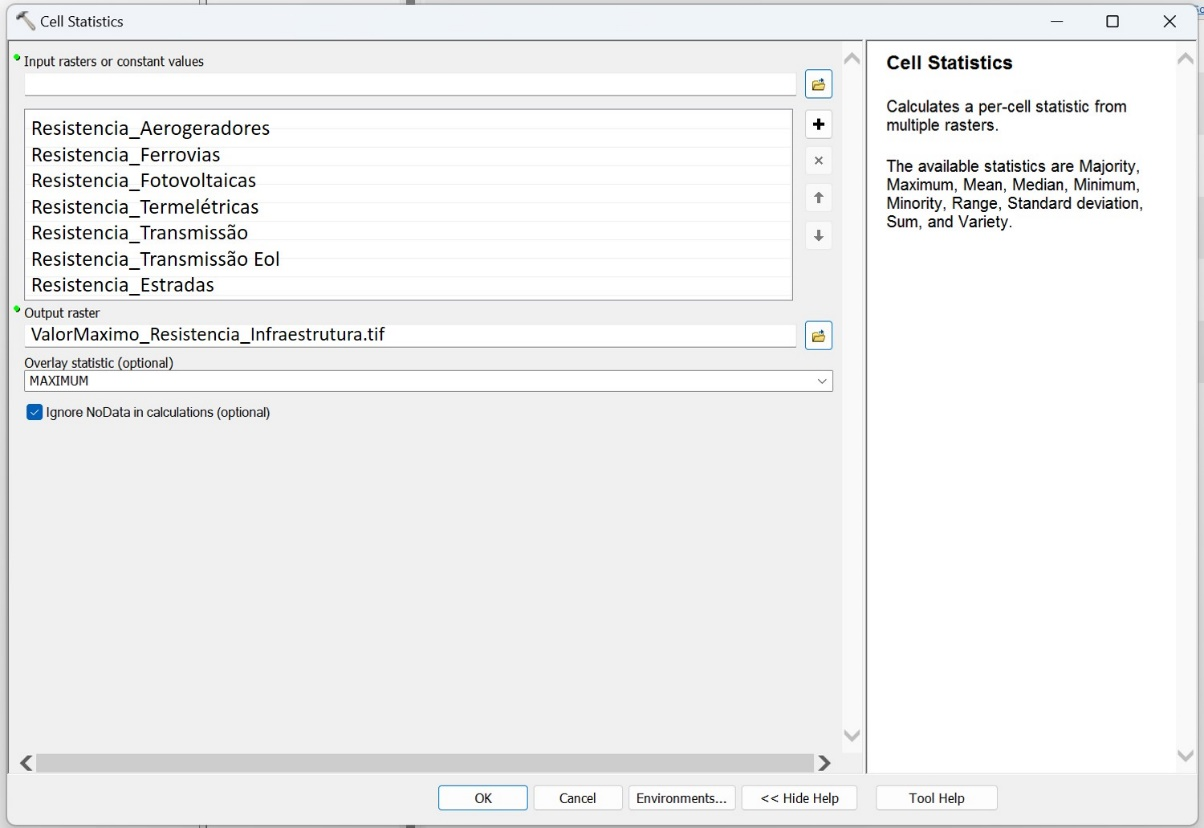 Cell Statistics
Input rasters or constant values
Resistencia_Aerogeradores
Resistencia_Ferrovias
Resistencia_Fotovoltaicas
Resistencia_Termelétricas
Resistencia_Transmissão
Resistencia_Transmissão Eol
Resistencia_Estradas
Output raster
ValorMaximo_Resistencia_Infraestrutura.tif
Overlay statistic (optional)
MAXIMUM
Ignore NoData in calculations (optional)
Cell Statistics
Calculates a per-cell statistic from
multiple rasters.
The available statistics are Majority,
Maximum, Mean, Median, Minimum,
Minority, Range, Standard deviation,
Sum, and Variety.
OK
Cancel
Environments...
<< Hide Help
Tool Help